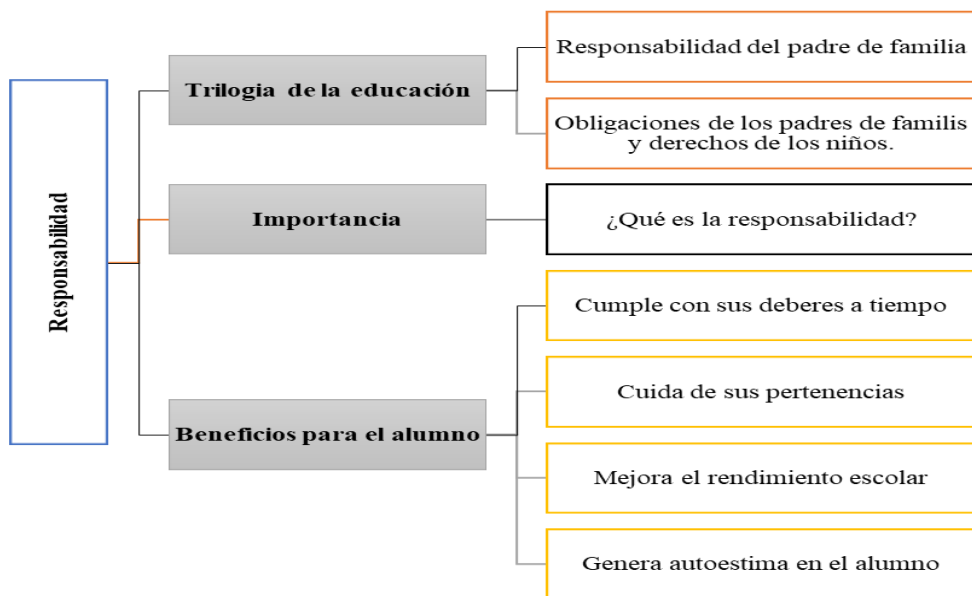 Responsabilidad
Trilogia de la educación
Responsabilidad del padre de familia
Obligaciones de los padres de familis
y derechos de los niños.
Importancia
¿Qué es la responsabilidad?
Beneficios para el alumno
Cumple con sus deberes a tiempo
Cuida de sus pertenencias
Mejora el rendimiento escolar
Genera autoestima en el alumno